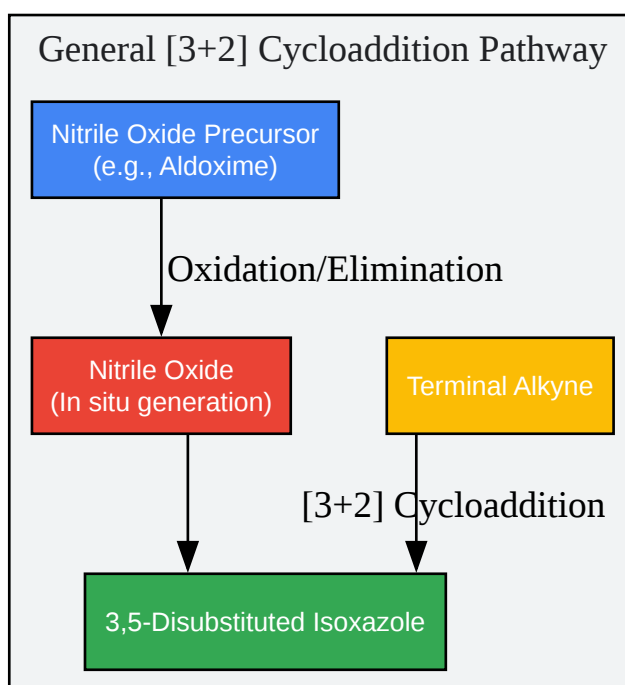 General [3+2] Cycloaddition Pathway
Nitrile Oxide Precursor
(e.g., Aldoxime)
Oxidation/Elimination
Nitrile Oxide
(In situ generation)
Terminal Alkyne
[3+2] Cycloaddition
3,5-Disubstituted Isoxazole